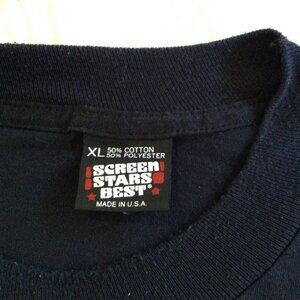 XL 50% COTTON
50% POLYESTER
SCREEN
STARS
BEST®
MADE IN U.S.A.